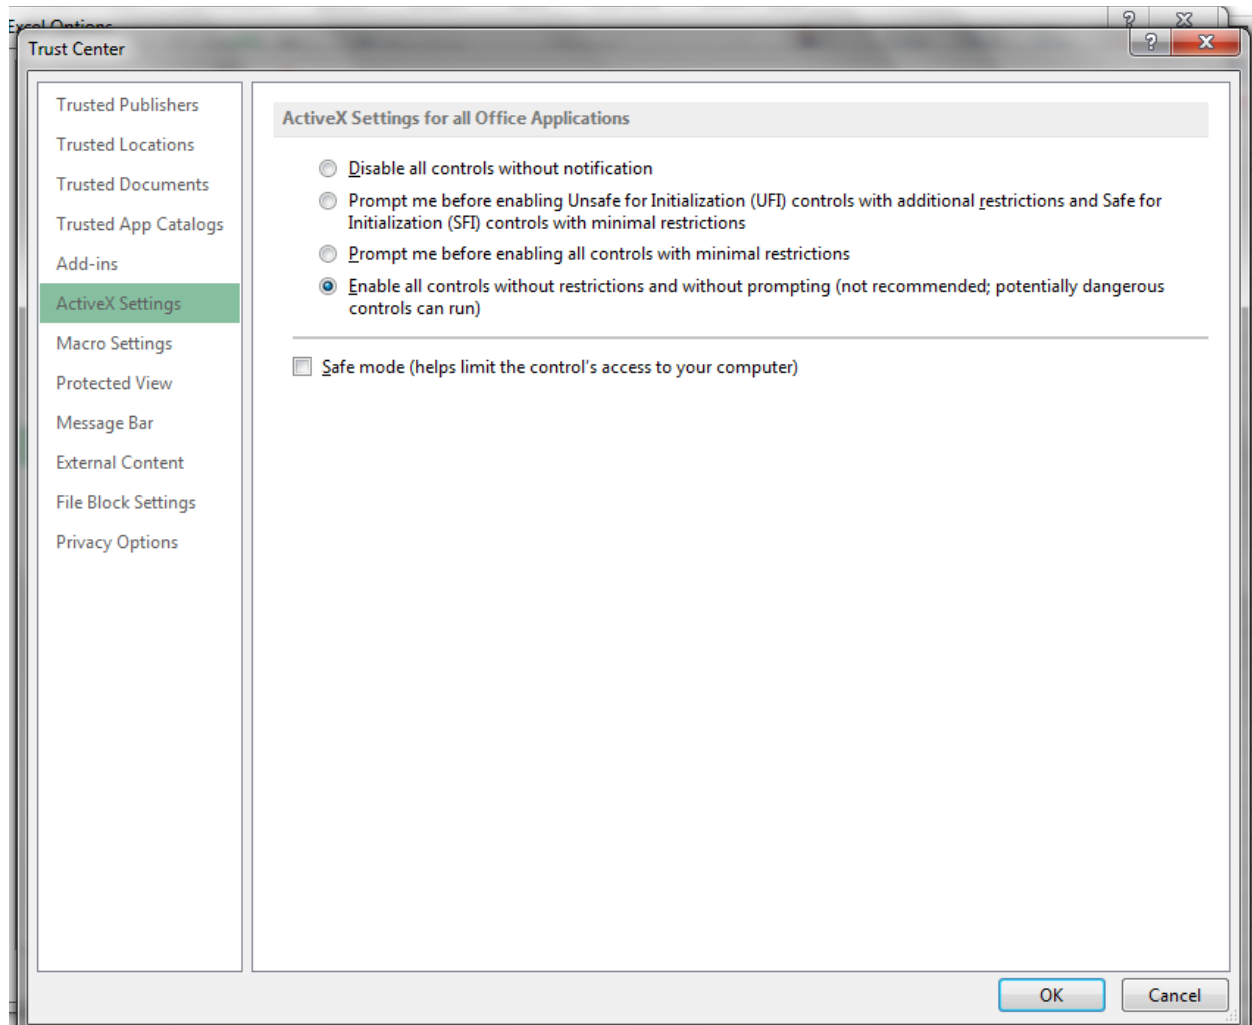 Excel Options
Trust Center
Trusted Publishers
Trusted Locations
Trusted Documents
Trusted App Catalogs
Add-ins
ActiveX Settings
Macro Settings
Protected View
Message Bar
External Content
File Block Settings
Privacy Options
ActiveX Settings for all Office Applications
Disable all controls without notification
Prompt me before enabling Unsafe for Initialization (UFI) controls with additional restrictions and Safe for
Initialization (SFI) controls with minimal restrictions
Prompt me before enabling all controls with minimal restrictions
Enable all controls without restrictions and without prompting (not recommended; potentially dangerous
controls can run)
Safe mode (helps limit the control's access to your computer)
OK
Cancel